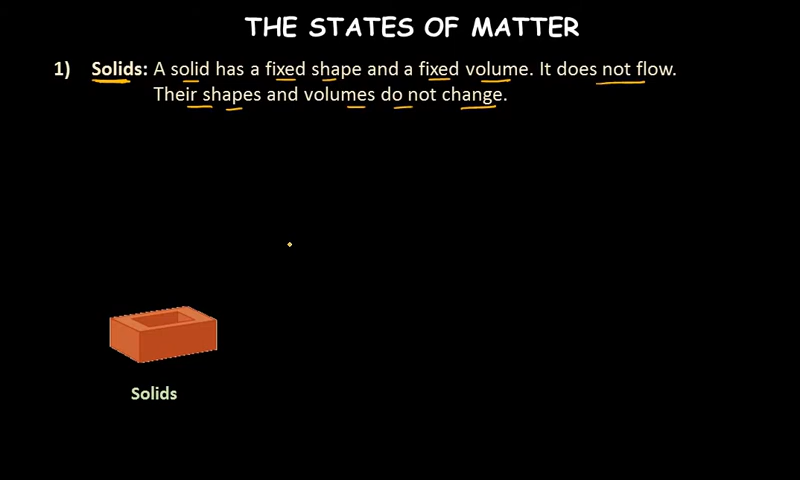 THE STATES OF MATTER
1) Solids: A solid has a fixed shape and a fixed volume. It does not flow.
Their shapes and volumes do not change.
Solids